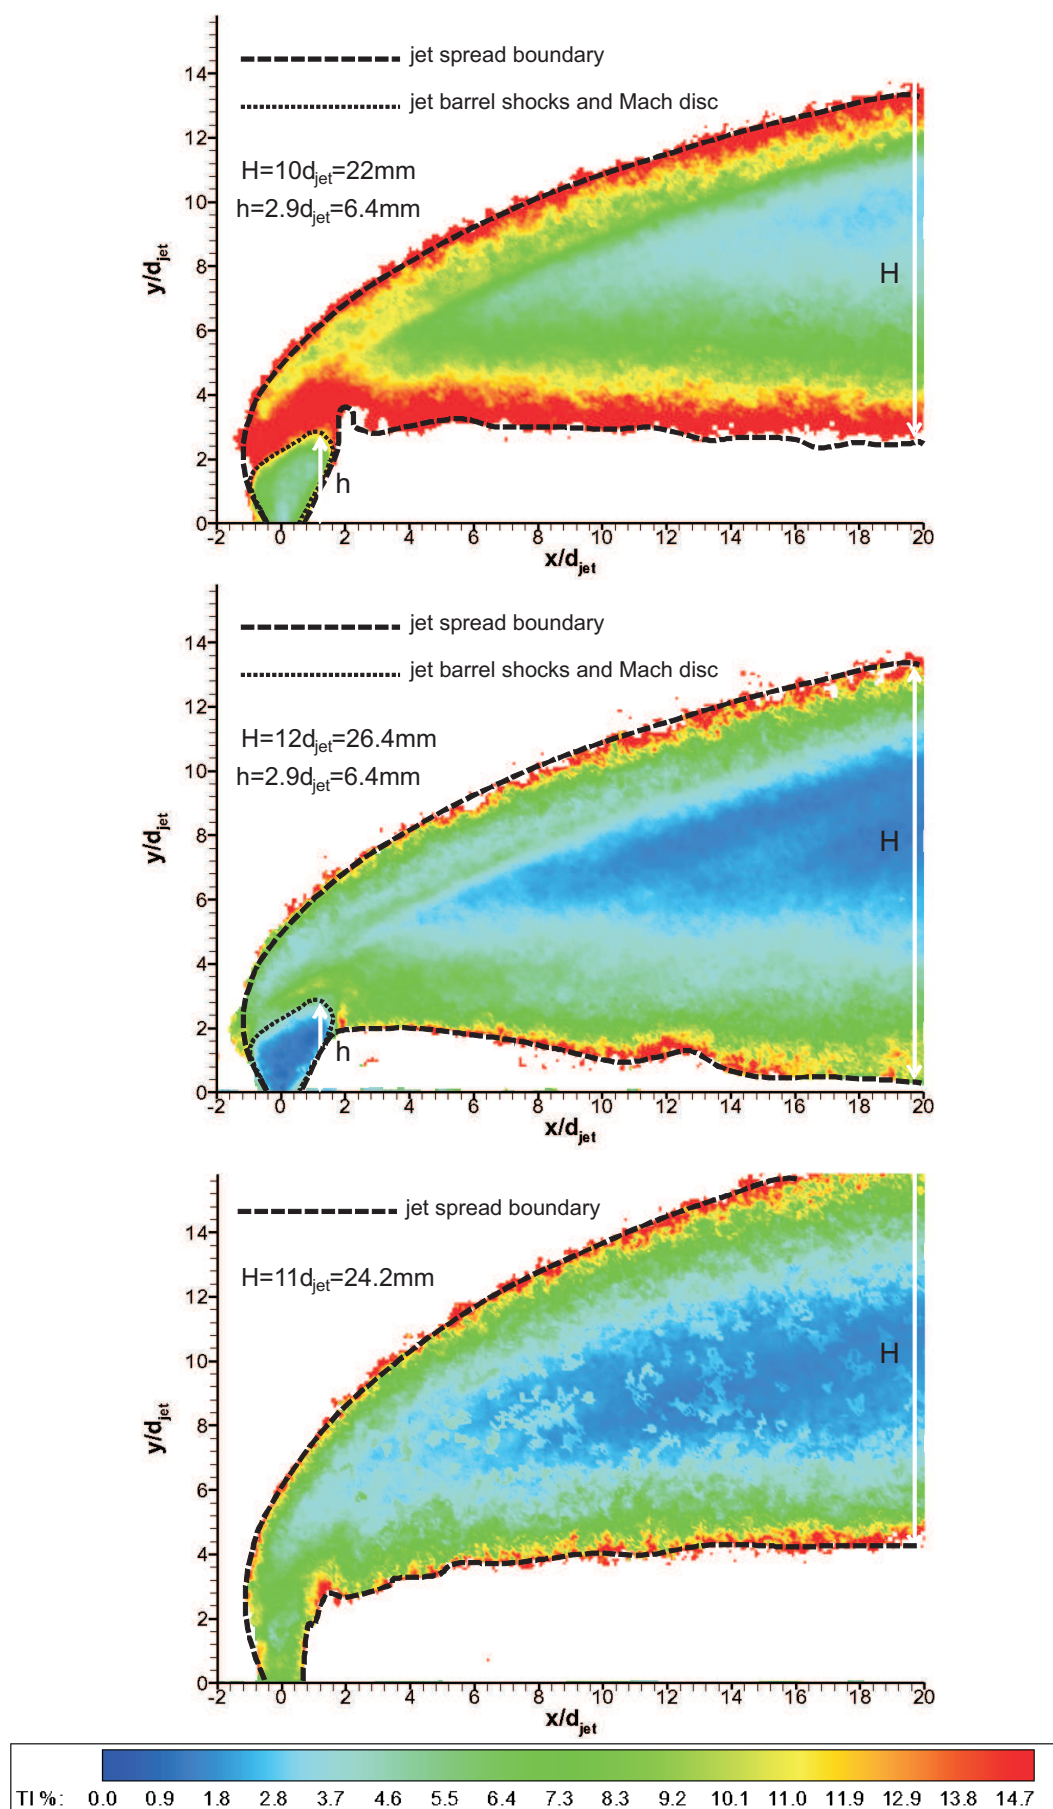 jet spread boundary
jet barrel shocks and Mach disc
H=10djet=22mm
h=2.9djet=6.4mm
y/djet
14
12
10
8
6
4
2
0
H
h
-2 0 2 4 6 8 10 12 14 16 18 20
x/djet
jet spread boundary
jet barrel shocks and Mach disc
H=12djet=26.4mm
h=2.9djet=6.4mm
y/djet
14
12
10
8
6
4
2
0
H
h
-2 0 2 4 6 8 10 12 14 16 18 20
x/djet
jet spread boundary
H=11djet=24.2mm
y/djet
14
12
10
8
6
4
2
0
H
-2 0 2 4 6 8 10 12 14 16 18 20
x/djet
TI %: 0.0 0.9 1.8 2.8 3.7 4.6 5.5 6.4 7.3 8.3 9.2 10.1 11.0 11.9 12.9 13.8 14.7